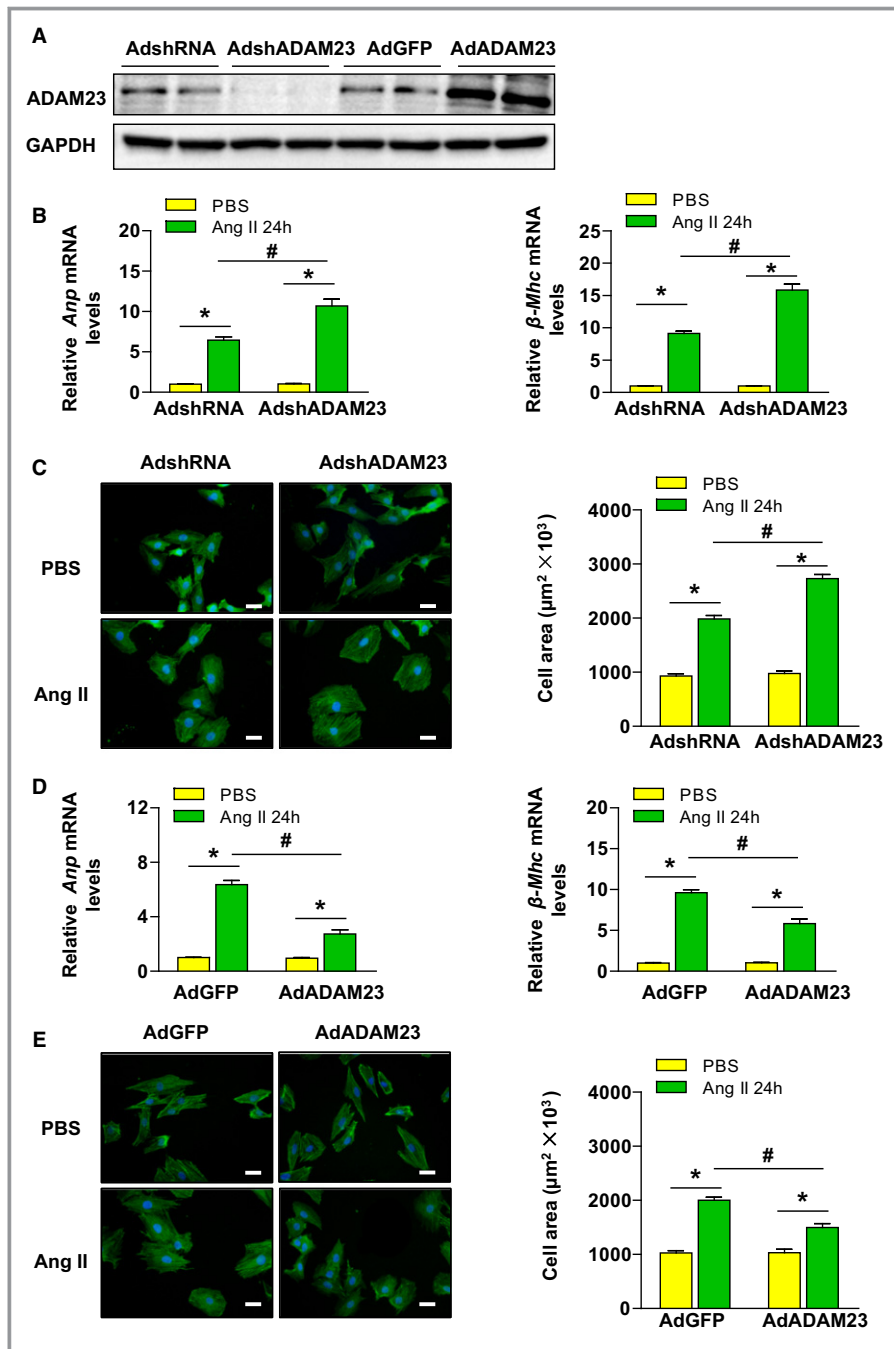 A
AdshRNA AdshADAM23 AdGFP AdADAM23
ADAM23
GAPDH
B
PBS
Ang II 24h
Relative Anp mRNA
levels
20
15
10
5
0
#
*
*
AdshRNA AdshADAM23
PBS
Ang II 24h
Relative β-Mhc mRNA
levels
20
15
10
5
0
#
*
*
AdshRNA AdshADAM23
C
AdshRNA AdshADAM23
PBS
Ang II
PBS
Ang II 24h
Cell area (µm² ×10³)
4000
3000
2000
1000
0
#
*
*
AdshRNA AdshADAM23
D
PBS
Ang II 24h
Relative Anp mRNA
levels
12
9
6
3
0
#
*
*
AdGFP AdADAM23
PBS
Ang II 24h
Relative β-Mhc mRNA
levels
20
15
10
5
0
#
*
*
AdGFP AdADAM23
E
AdGFP AdADAM23
PBS
Ang II
PBS
Ang II 24h
Cell area (µm² ×10³)
4000
3000
2000
1000
0
#
*
*
AdGFP AdADAM23